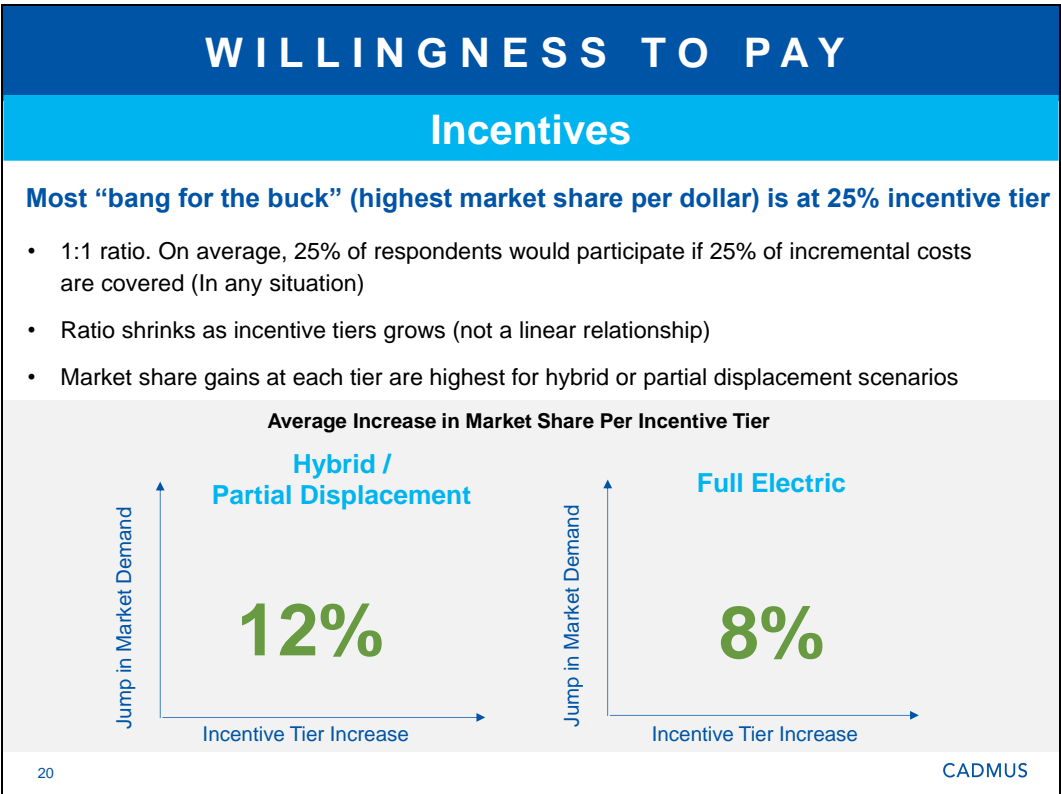 WILLINGNESS TO PAY
Incentives
Most “bang for the buck” (highest market share per dollar) is at 25% incentive tier
• 1:1 ratio. On average, 25% of respondents would participate if 25% of incremental costs
are covered (In any situation)
• Ratio shrinks as incentive tiers grows (not a linear relationship)
• Market share gains at each tier are highest for hybrid or partial displacement scenarios
Average Increase in Market Share Per Incentive Tier
Hybrid /
Partial Displacement
Jump in Market Demand
12%
Incentive Tier Increase
Full Electric
Jump in Market Demand
8%
Incentive Tier Increase
20
CADMUS